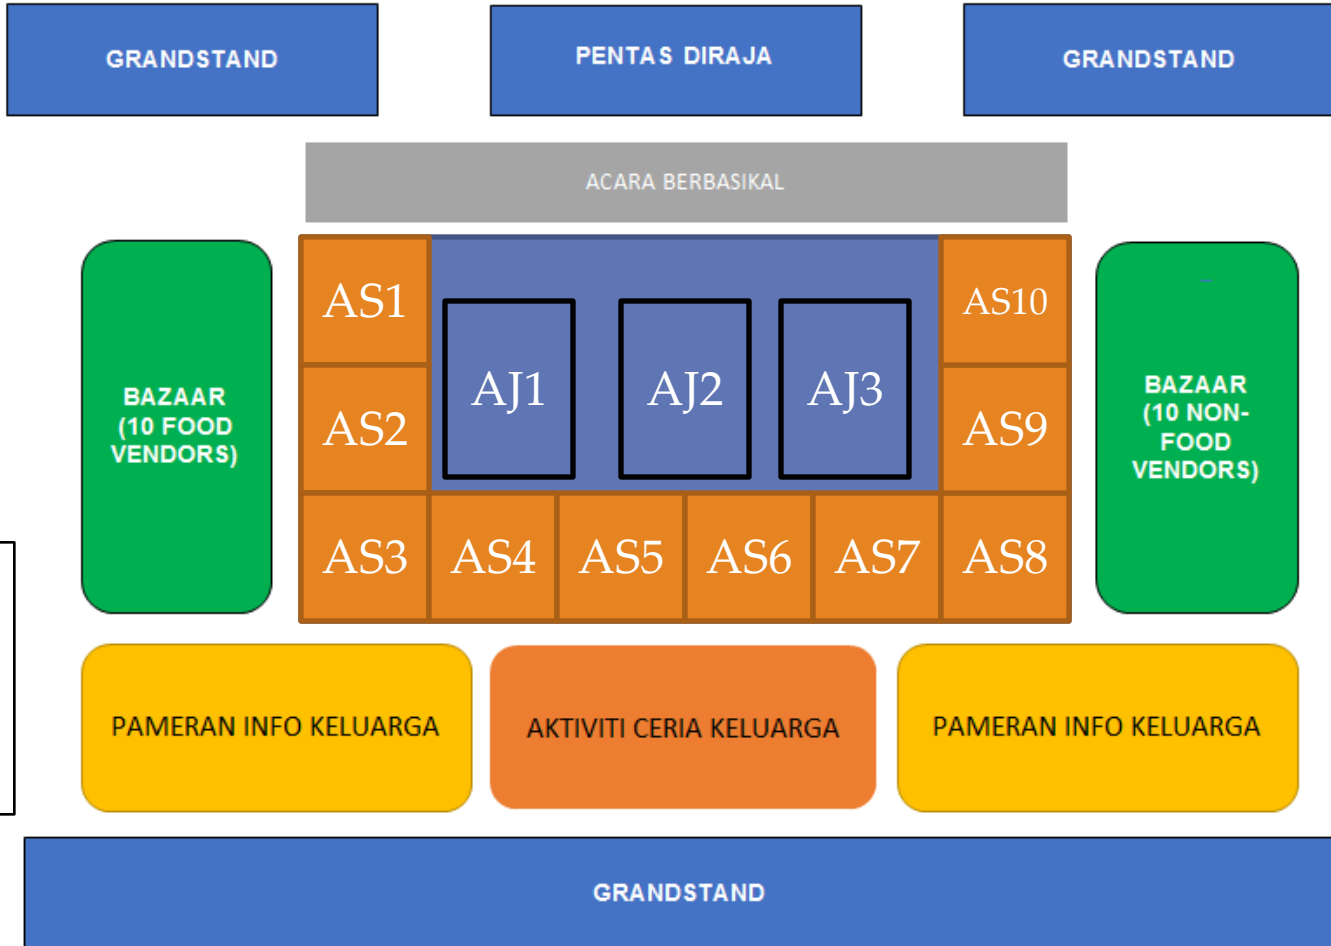 GRANDSTAND
PENTAS DIRAJA
GRANDSTAND
ACARA BERBASIKAL
BAZAAR
(10 FOOD
VENDORS)
AS1
AS2
AS3
AS4
AS5
AS6
AS7
AS8
AS9
AS10
AJ1
AJ2
AJ3
BAZAAR
(10 NON-
FOOD
VENDORS)
PAMERAN INFO KELUARGA
AKTIVITI CERIA KELUARGA
PAMERAN INFO KELUARGA
GRANDSTAND